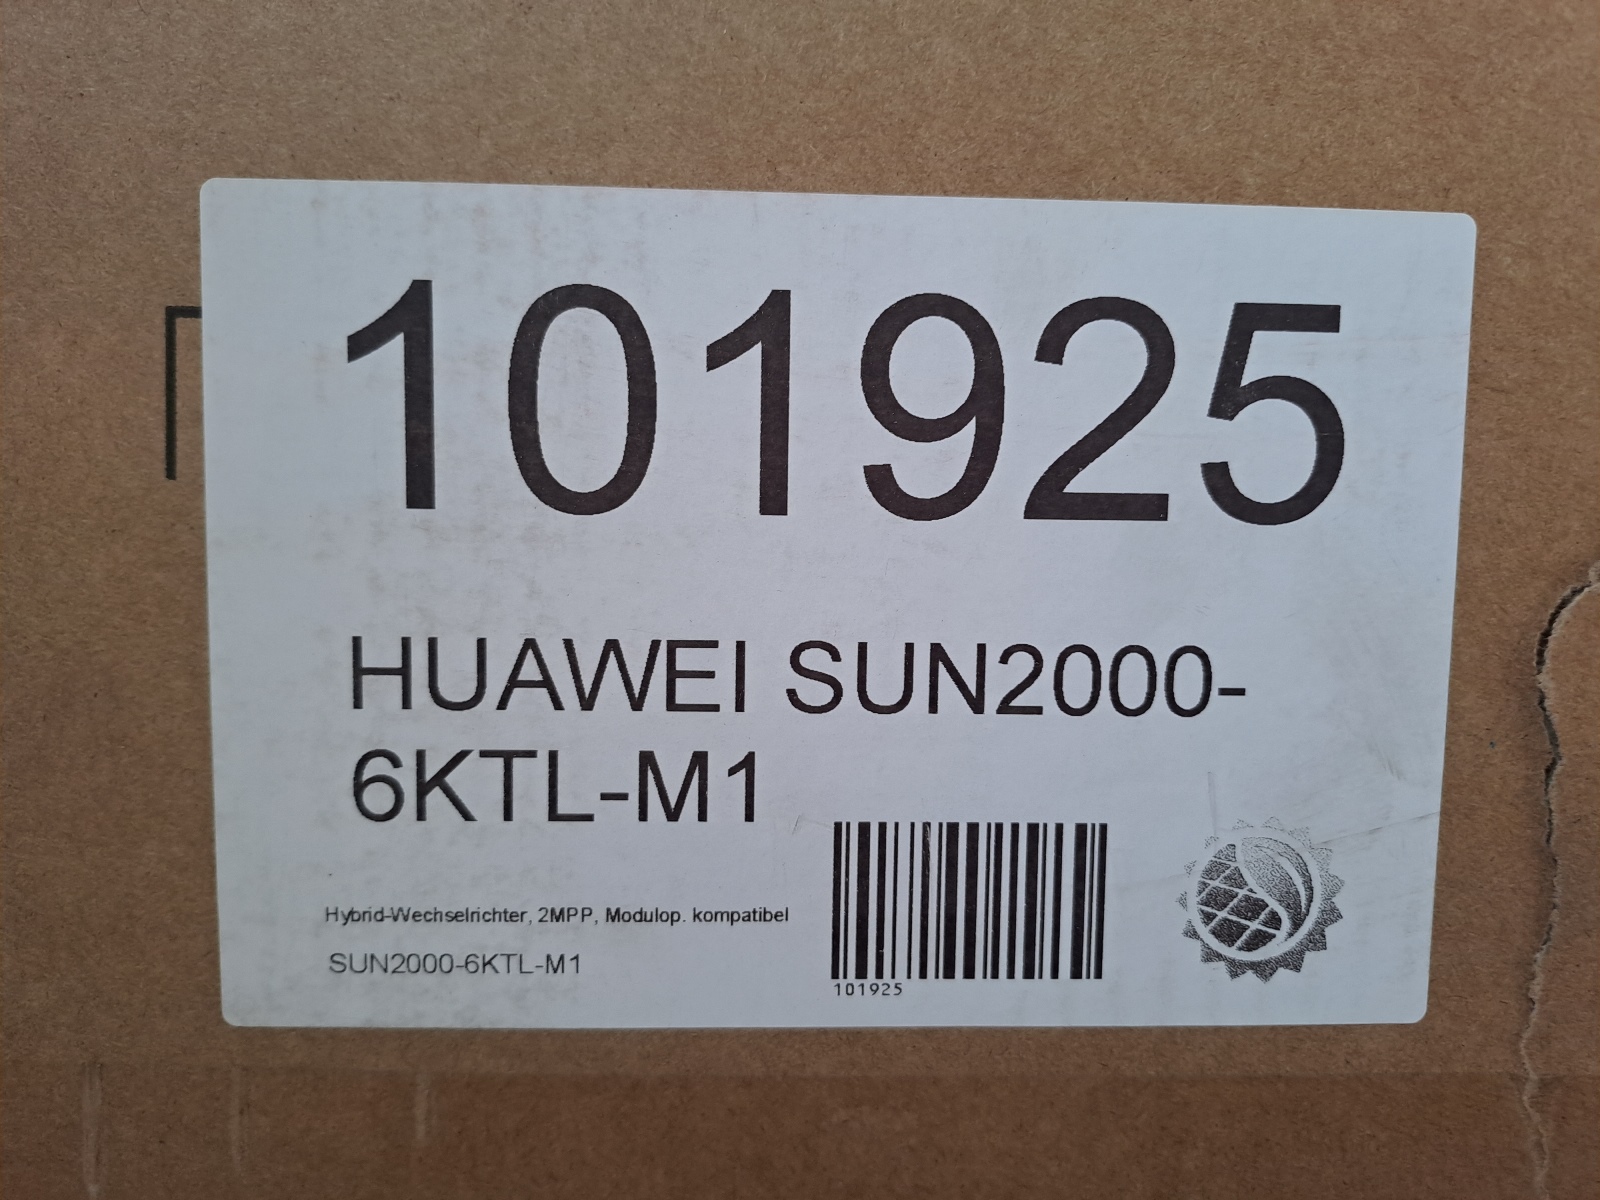 101925
HUAWEI SUN2000-
6KTL-M1
Hybrid-Wechselrichter, 2MPP, Modulop. kompatibel
SUN2000-6KTL-M1
101925